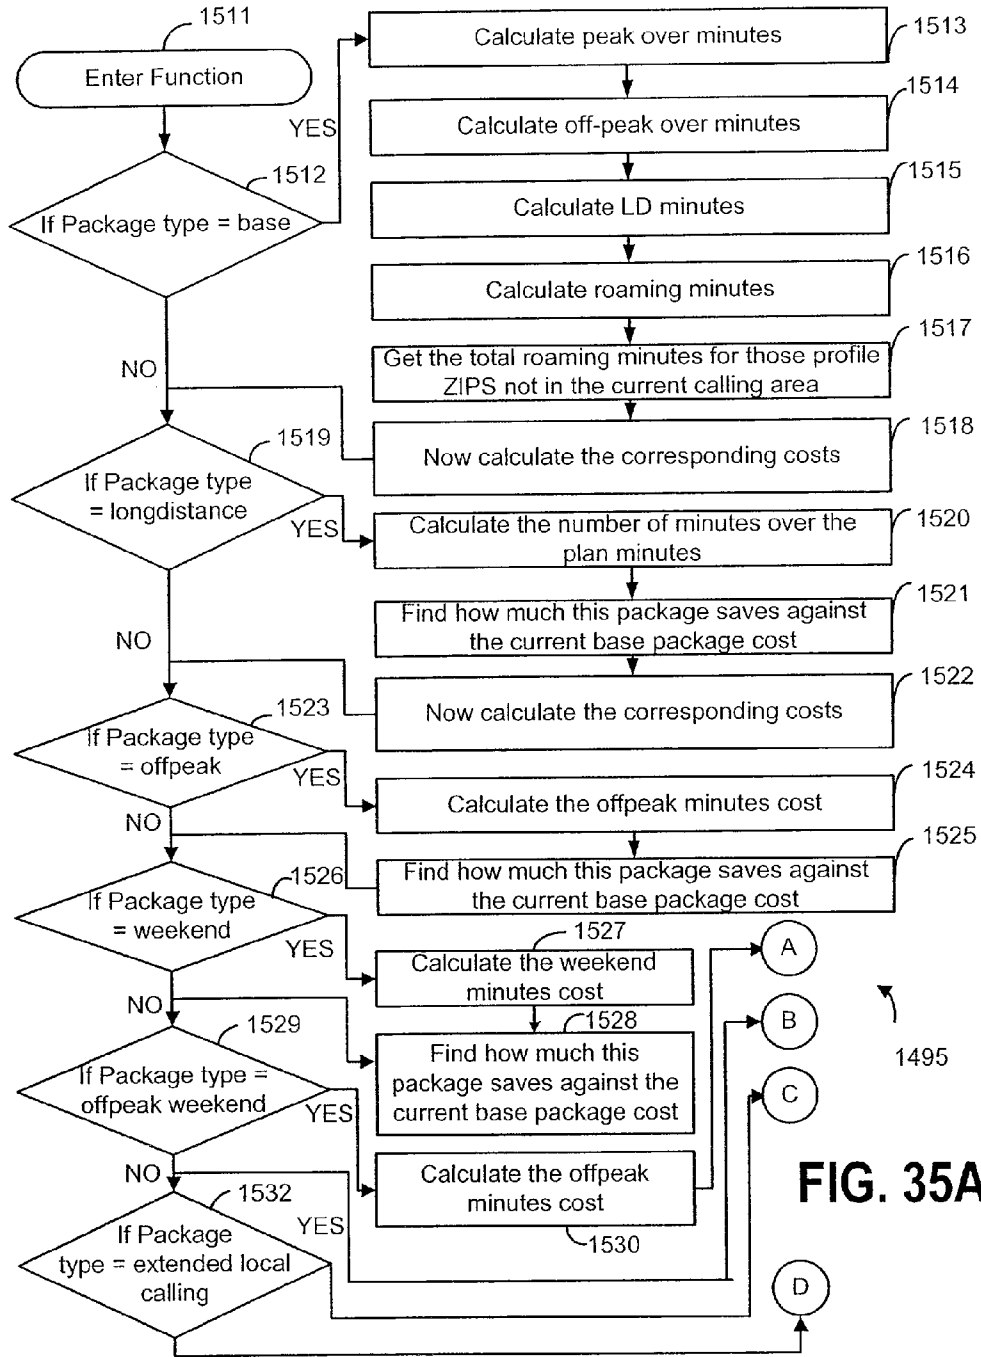 1511
Enter Function
Calculate peak over minutes
1513
YES
Calculate off-peak over minutes
1514
1512
If Package type = base
Calculate LD minutes
1515
Calculate roaming minutes
1516
NO
Get the total roaming minutes for those profile
ZIPS not in the current calling area
1517
Now calculate the corresponding costs
1518
1519
If Package type
= longdistance
YES
Calculate the number of minutes over the
plan minutes
1520
NO
Find how much this package saves against
the current base package cost
1521
Now calculate the corresponding costs
1522
1523
If Package type
= offpeak
YES
Calculate the offpeak minutes cost
1524
NO
Find how much this package saves against
the current base package cost
1525
1526
If Package type
= weekend
YES
1527
Calculate the weekend
minutes cost
A
NO
1528
Find how much this
package saves against the
current base package cost
B
1529
If Package type =
offpeak weekend
YES
C
1495
NO
Calculate the offpeak
minutes cost
1530
FIG. 35A
1532
If Package
type = extended local
calling
YES
D